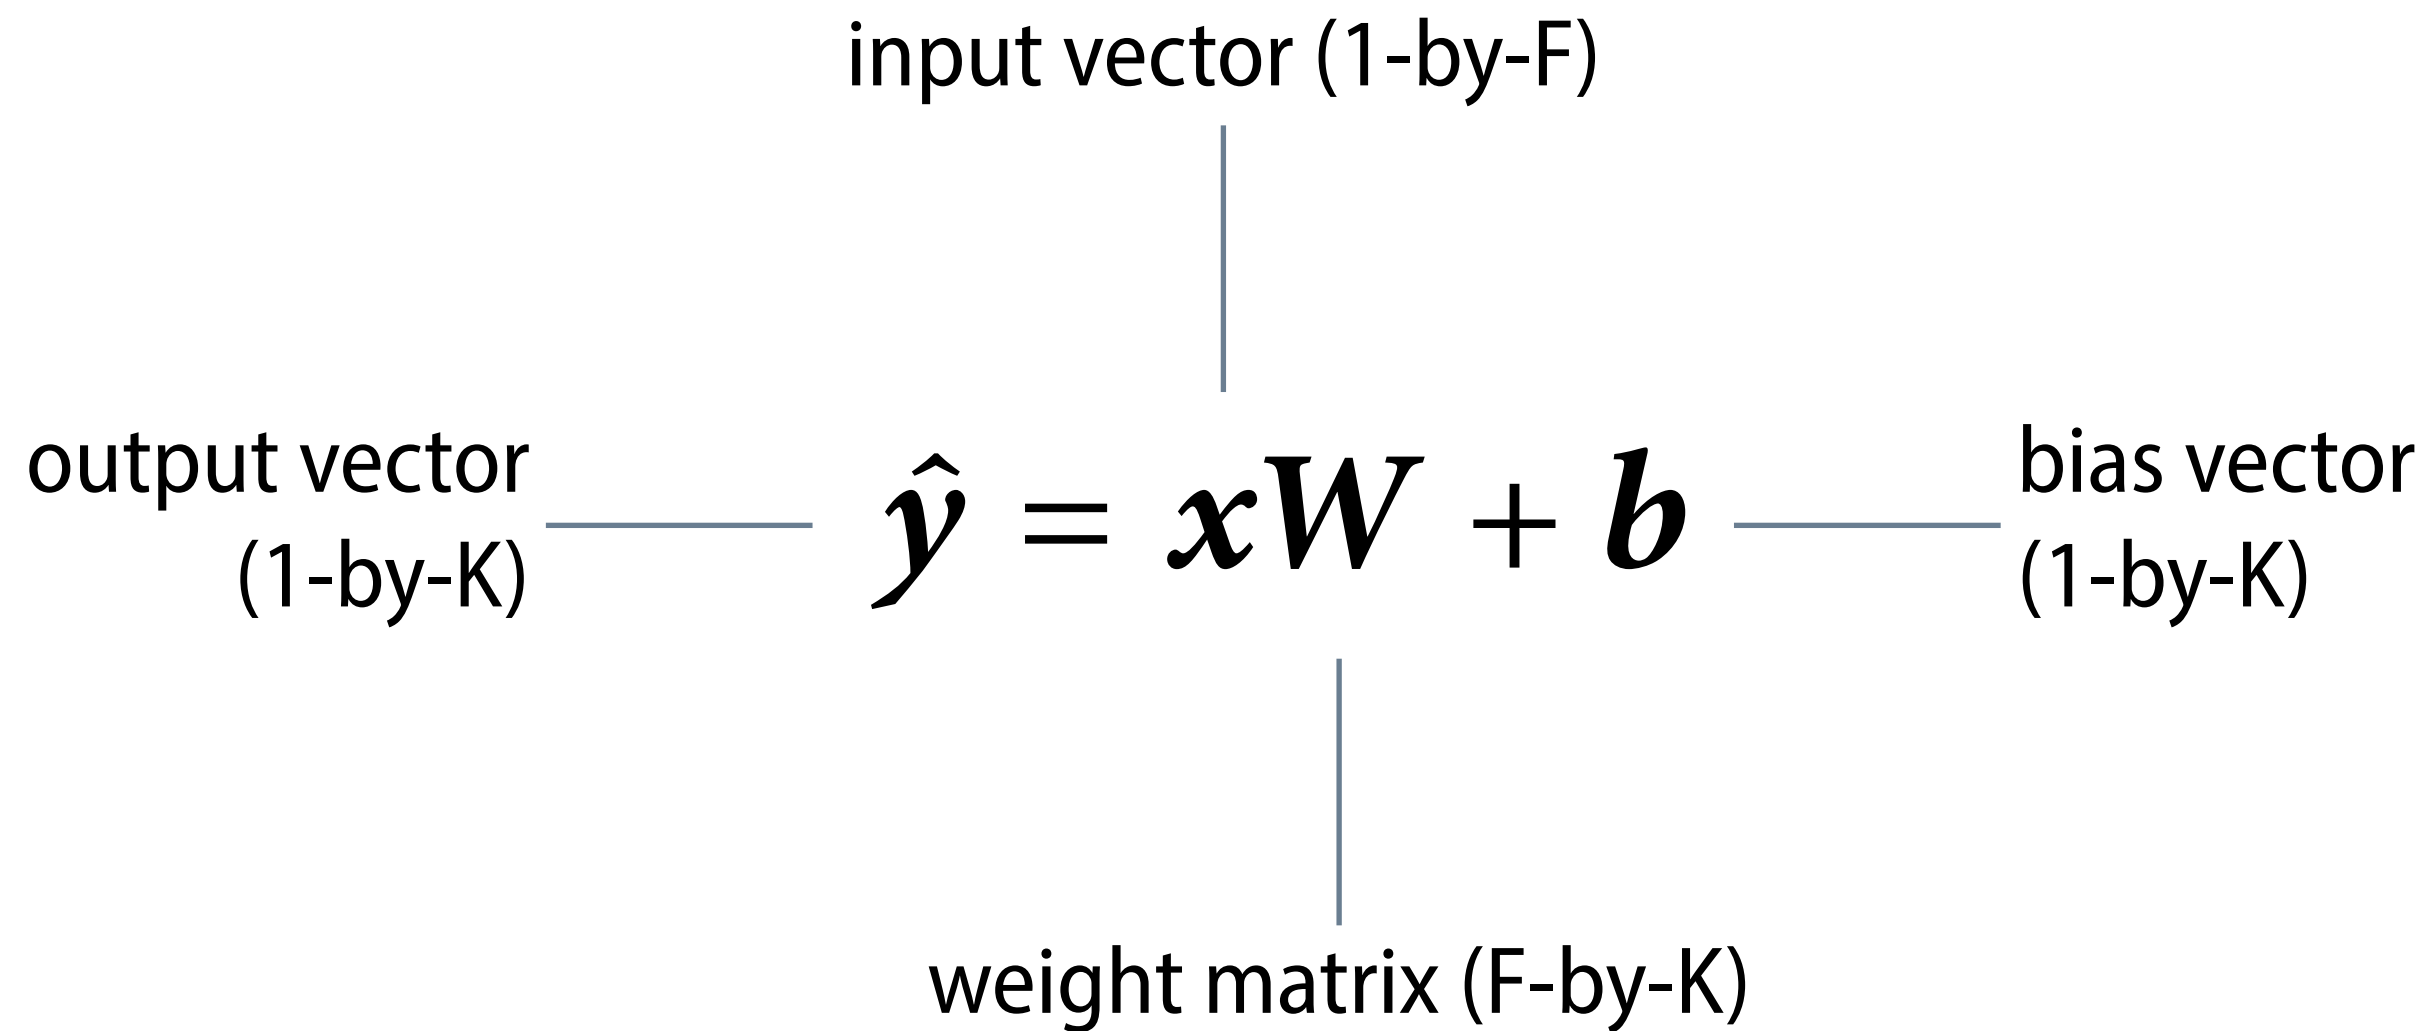 input vector (1-by-F)
output vector
(1-by-K)
ŷ = xW + b
bias vector
(1-by-K)
weight matrix (F-by-K)